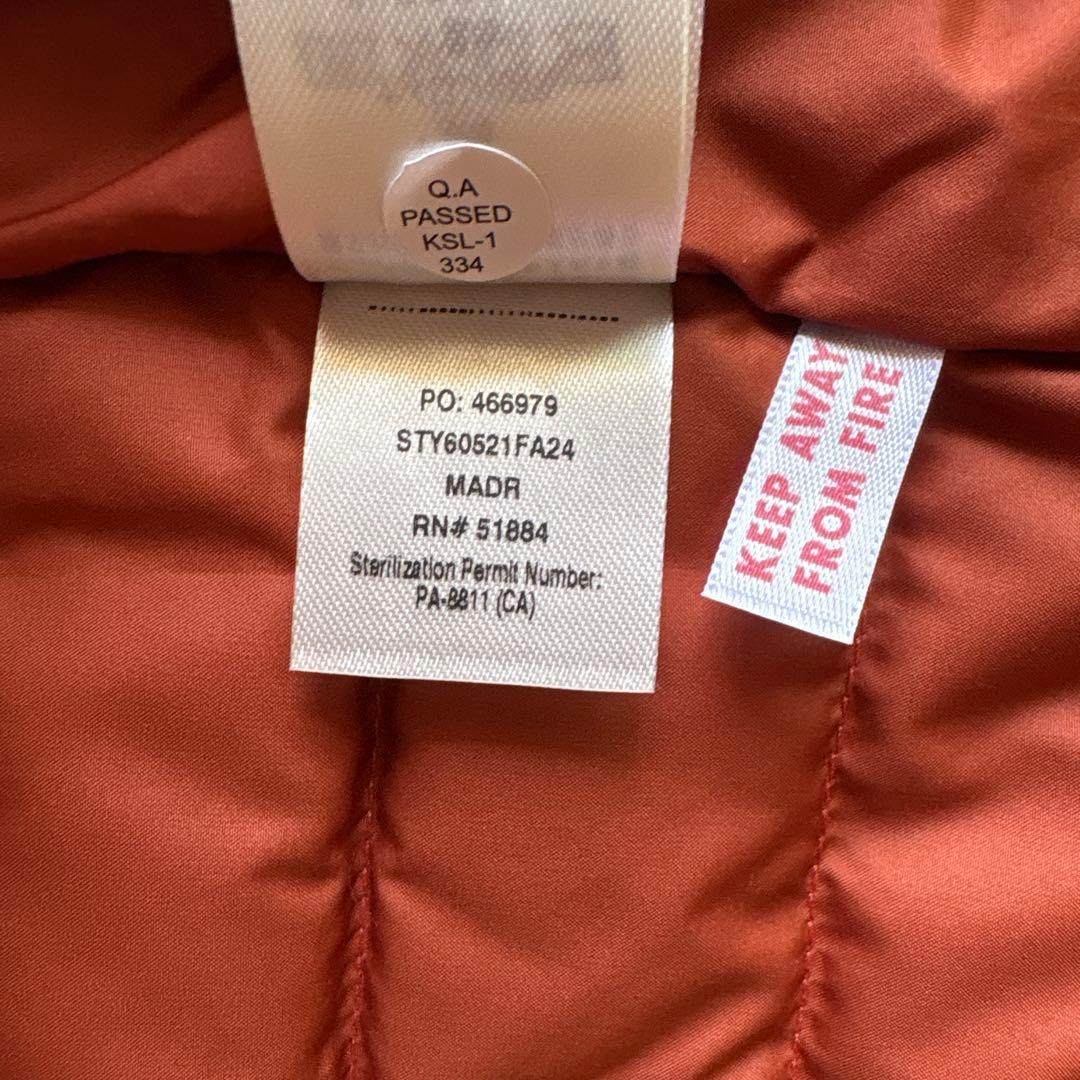 Q.A
PASSED
KSL-1
334
PO: 466979
STY60521FA24
MADR
RN# 51884
Sterilization Permit Number:
PA-8811 (CA)
KEEP AWAY
FROM FIRE